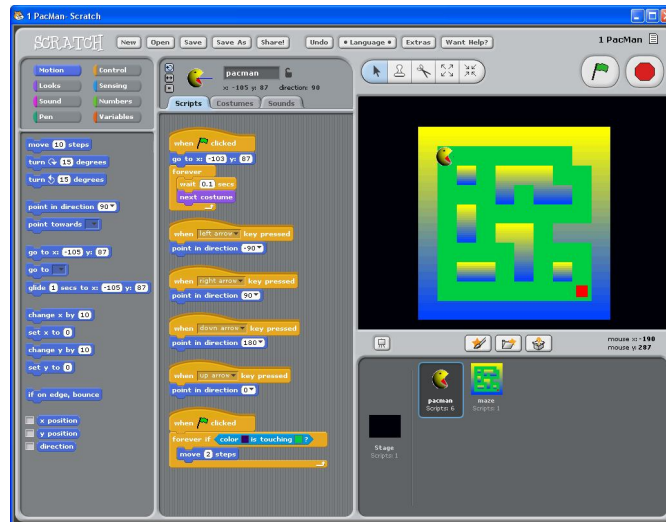 1 PacMan- Scratch
SCRATCH
New
Open
Save
Save As
Share!
Undo
Language
Extras
Want Help?
1 PacMan
Motion
Control
Looks
Sensing
Sound
Numbers
Pen
Variables
move 10 steps
turn 15 degrees
turn 15 degrees
point in direction 90
point towards
go to x: -105 y: 87
go to
glide 1 secs to x: -105 y: 87
change x by 10
set x to 0
change y by 10
set y to 0
if on edge, bounce
x position
y position
direction
pacman
x: -95 y: 87 direction: 90
Scripts
Costumes
Sounds
when clicked
go to x: -103 y: 87
forever
wait 0.1 secs
next costume
when left arrow key pressed
point in direction -90
when right arrow key pressed
point in direction 90
when down arrow key pressed
point in direction 180
when up arrow key pressed
point in direction 0
when clicked
forever if color is touching ?
move 2 steps
mouse x: -190
mouse y: 287
pacman
Scripts: 6
maze
Scripts: 1
Stage
Scripts: 1